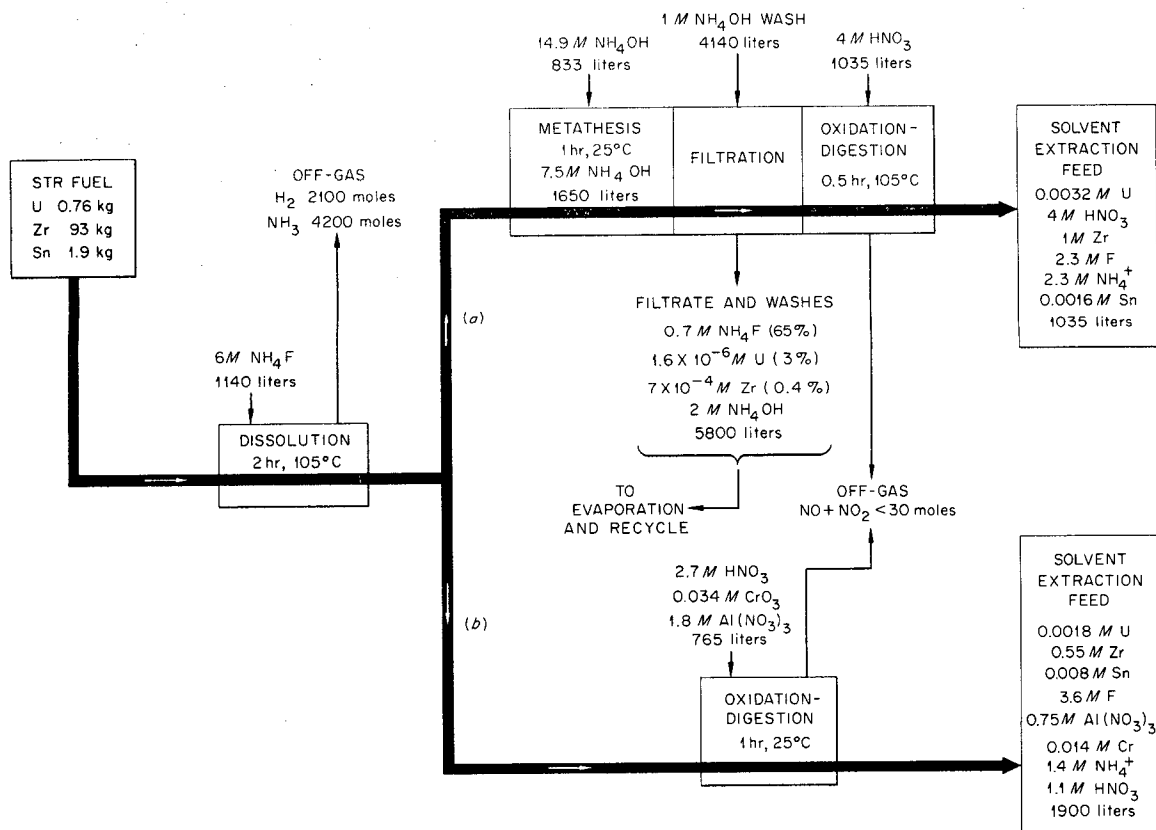 STR FUEL
U 0.76 kg
Zr 93 kg
Sn 1.9 kg
OFF-GAS
H2 2100 moles
NH3 4200 moles
6M NH4F
1140 liters
DISSOLUTION
2 hr, 105°C
(a)
14.9 M NH4OH
833 liters
1 M NH4OH WASH
4140 liters
4M HNO3
1035 liters
METATHESIS
1 hr, 25°C
7.5 M NH4OH
1650 liters
FILTRATION
OXIDATION-
DIGESTION
0.5 hr, 105°C
SOLVENT
EXTRACTION
FEED
0.0032 M U
4 M HNO3
1M Zr
2.3 M F
2.3 M NH4+
0.0016 M Sn
1035 liters
FILTRATE AND WASHES
0.7 M NH4F (65%)
1.6 X 10−6 M U (3%)
7 X 10−4 M Zr (0.4%)
2 M NH4OH
5800 liters
TO
EVAPORATION
AND RECYCLE
OFF-GAS
NO + NO2 < 30 moles
(b)
2.7 M HNO3
0.034 M CrO3
1.8 M Al(NO3)3
765 liters
OXIDATION-
DIGESTION
1 hr, 25°C
SOLVENT
EXTRACTION
FEED
0.0018 M U
0.55 M Zr
0.008 M Sn
3.6 M F
0.75 M Al(NO3)3
0.014 M Cr
1.4 M NH4+
1.1 M HNO3
1900 liters